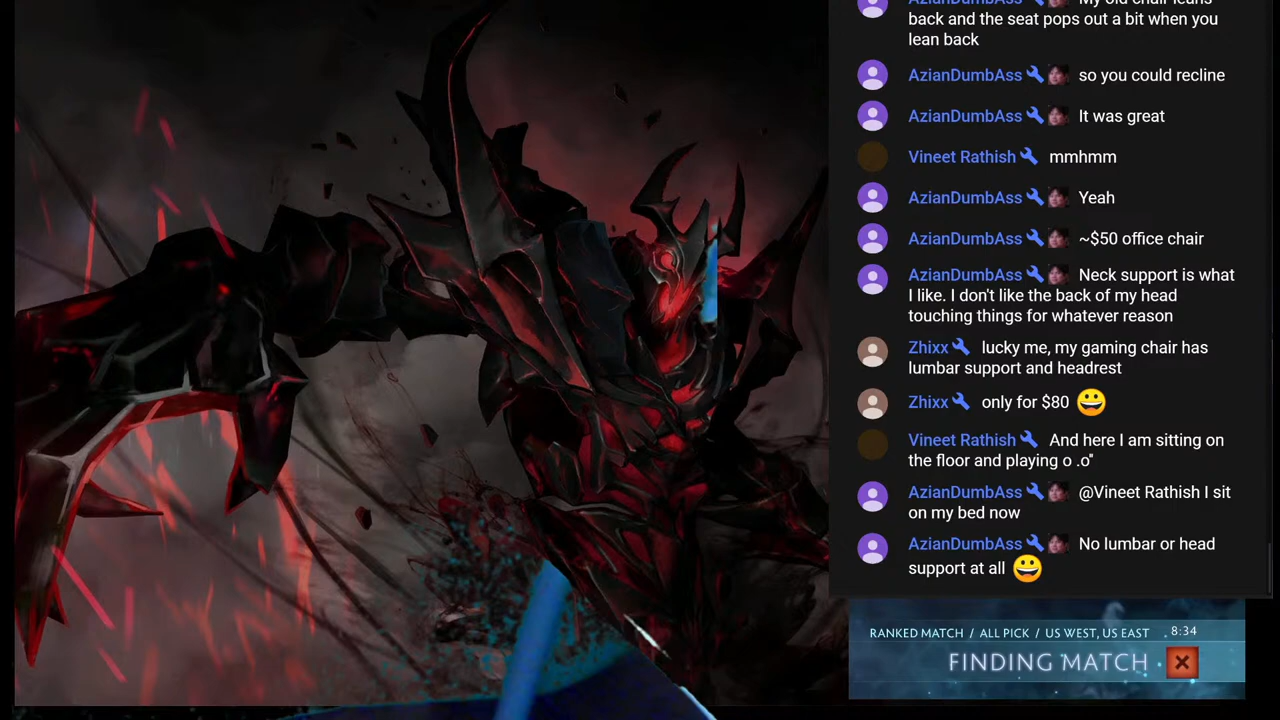 AzianDumbAss My old chair leans
back and the seat pops out a bit when you
lean back
AzianDumbAss so you could recline
AzianDumbAss It was great
Vineet Rathish mmhmm
AzianDumbAss Yeah
AzianDumbAss ~$50 office chair
AzianDumbAss Neck support is what
I like. I don't like the back of my head
touching things for whatever reason
Zhixx lucky me, my gaming chair has
lumbar support and headrest
Zhixx only for $80 😀
Vineet Rathish And here I am sitting on
the floor and playing o .o"
AzianDumbAss @Vineet Rathish I sit
on my bed now
AzianDumbAss No lumbar or head
support at all 😀
RANKED MATCH / ALL PICK / US WEST, US EAST 8:34
FINDING MATCH